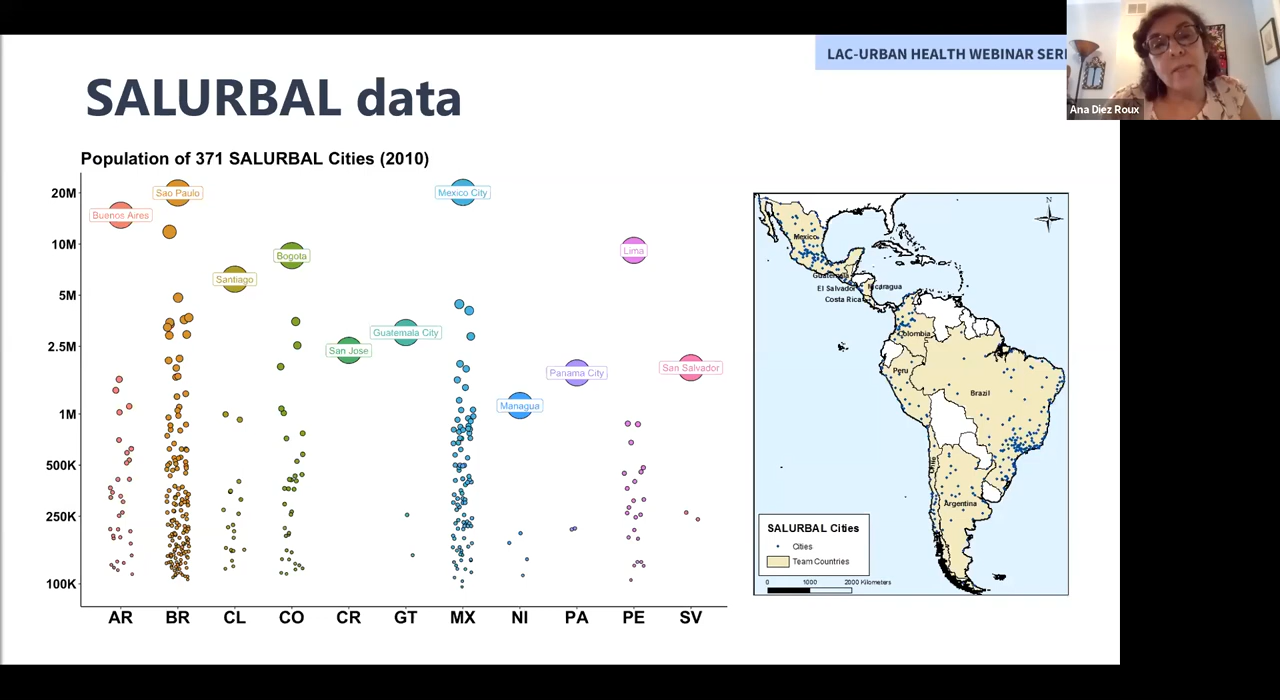 LAC-URBAN HEALTH WEBINAR SERI
Ana Diez Roux
SALURBAL data
Population of 371 SALURBAL Cities (2010)
20M
10M
5M
2.5M
1M
500K
250K
100K
Buenos Aires
Sao Paulo
Santiago
Bogota
San Jose
Guatemala City
Mexico City
Managua
Panama City
Lima
San Salvador
AR BR CL CO CR GT MX NI PA PE SV
N
Mexico
Guatemala
El Salvador
Nicaragua
Costa Rica
Colombia
Peru
Brazil
Chile
Argentina
SALURBAL Cities
Cities
Team Countries
0 1000 2000 Kilometers